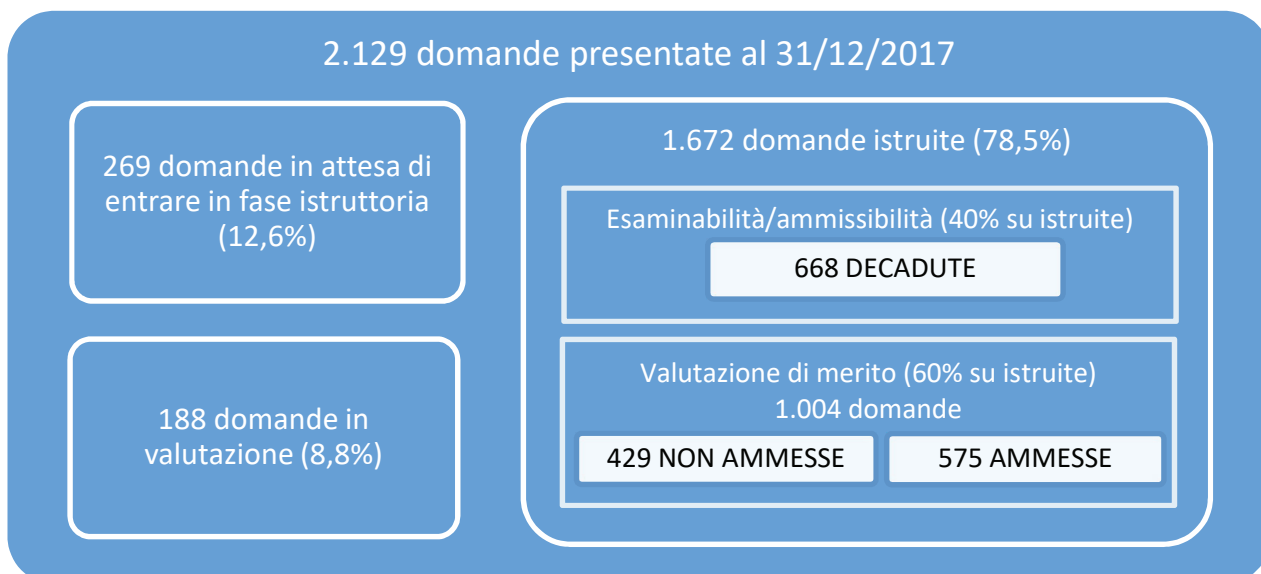 2.129 domande presentate al 31/12/2017
269 domande in attesa di
entrare in fase istruttoria
(12,6%)
188 domande in
valutazione (8,8%)
1.672 domande istruite (78,5%)
Esaminabilità/ammissibilità (40% su istruite)
668 DECADUTE
Valutazione di merito (60% su istruite)
1.004 domande
429 NON AMMESSE
575 AMMESSE